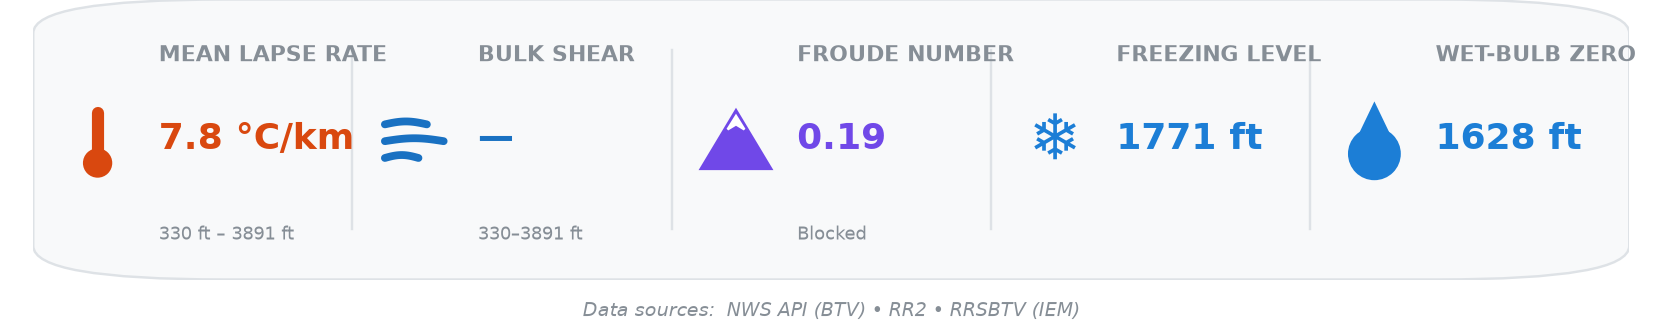 MEAN LAPSE RATE
7.8 °C/km
330 ft – 3891 ft
BULK SHEAR
—
330–3891 ft
FROUDE NUMBER
0.19
Blocked
FREEZING LEVEL
1771 ft
WET-BULB ZERO
1628 ft
Data sources: NWS API (BTV) • RR2 • RRSBTV (IEM)